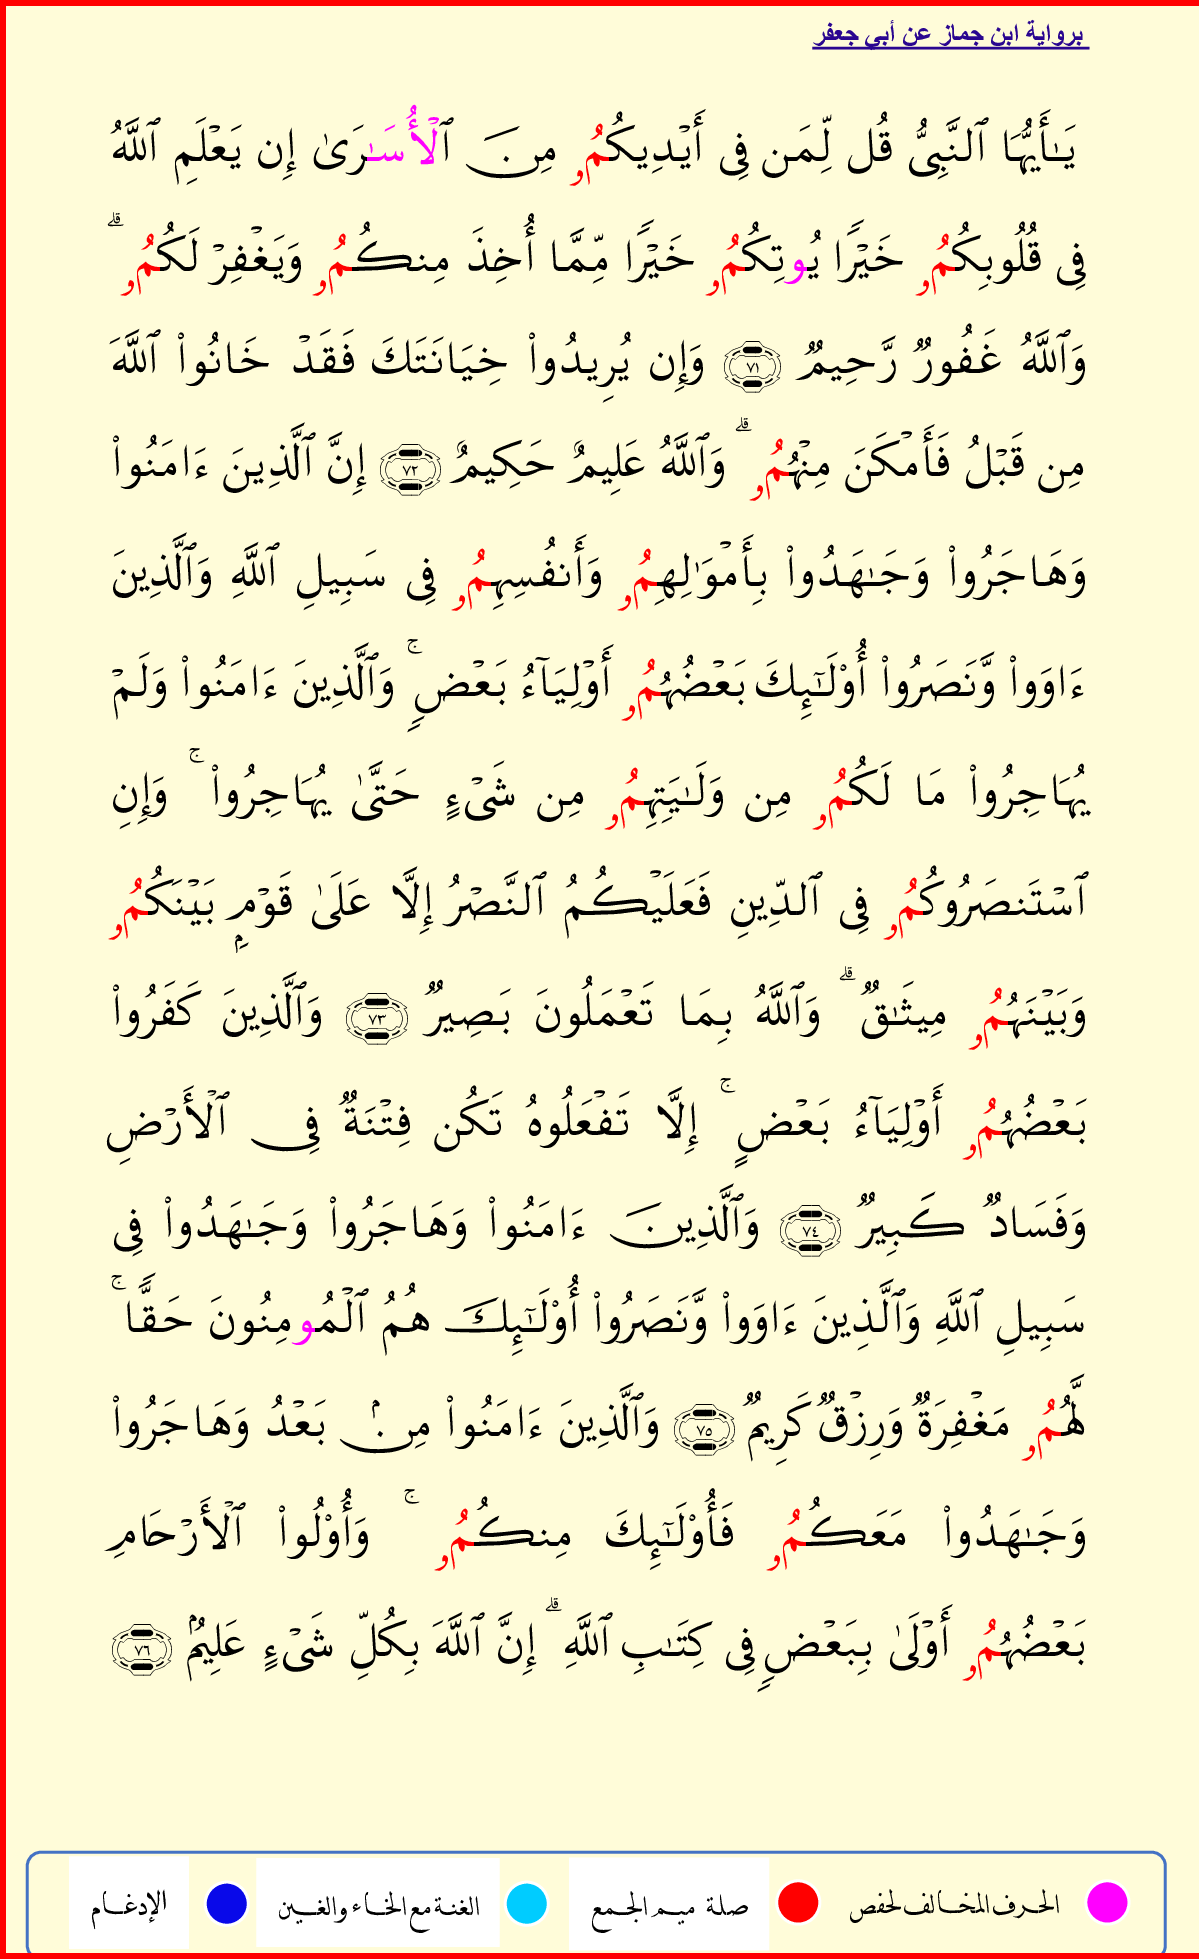 برواية ابن جماز عن أبي جعفر
يَـٰٓأَيُّهَا ٱلنَّبِىُّ قُل لِّمَن فِى أَيۡدِيكُمُۥ مِنَ ٱلۡأُسَـٰرَىٰ إِن يَعۡلَمِ ٱللَّهُ
فِى قُلُوبِكُمُۥ خَيۡرًا يُوتِكُمُۥ خَيۡرًا مِّمَّا أُخِذَ مِنكُمُۥ وَيَغۡفِرۡ لَكُمُۥ ۗ
وَٱللَّهُ غَفُورٌ رَّحِيمٌ ٧١ وَإِن يُرِيدُوا۟ خِيَانَتَكَ فَقَدۡ خَانُوا۟ ٱللَّهَ
مِن قَبۡلُ فَأَمۡكَنَ مِنۡهُمُۥ ۗ وَٱللَّهُ عَلِيمٌ حَكِيمٌ ٧٢ إِنَّ ٱلَّذِينَ ءَامَنُوا۟
وَهَاجَرُوا۟ وَجَـٰهَدُوا۟ بِأَمۡوَٰلِهِمُۥ وَأَنفُسِهِمُۥ فِى سَبِيلِ ٱللَّهِ وَٱلَّذِينَ
ءَاوَوا۟ وَّنَصَرُوا۟ أُو۟لَـٰٓئِكَ بَعۡضُهُمُۥ أَوۡلِيَآءُ بَعۡضٍ ۚ وَٱلَّذِينَ ءَامَنُوا۟ وَلَمۡ
يُهَاجِرُوا۟ مَا لَكُمُۥ مِن وَلَـٰيَتِهِمُۥ مِن شَىۡءٍ حَتَّىٰ يُهَاجِرُوا۟ ۚ وَإِنِ
ٱسۡتَنصَرُوكُمُۥ فِى ٱلدِّينِ فَعَلَيۡكُمُ ٱلنَّصۡرُ إِلَّا عَلَىٰ قَوۡمِۭ بَيۡنَكُمُۥ
وَبَيۡنَهُمُۥ مِيثَـٰقٌ ۗ وَٱللَّهُ بِمَا تَعۡمَلُونَ بَصِيرٌ ٧٣ وَٱلَّذِينَ كَفَرُوا۟
بَعۡضُهُمُۥ أَوۡلِيَآءُ بَعۡضٍ ۚ إِلَّا تَفۡعَلُوهُ تَكُن فِتۡنَةٌ فِى ٱلۡأَرۡضِ
وَفَسَادٌ كَبِيرٌ ٧٤ وَٱلَّذِينَ ءَامَنُوا۟ وَهَاجَرُوا۟ وَجَـٰهَدُوا۟ فِى
سَبِيلِ ٱللَّهِ وَٱلَّذِينَ ءَاوَوا۟ وَّنَصَرُوا۟ أُو۟لَـٰٓئِكَ هُمُ ٱلۡمُومِنُونَ حَقًّا ۚ
لَّهُمُۥ مَغۡفِرَةٌ وَرِزۡقٌ كَرِيمٌ ٧٥ وَٱلَّذِينَ ءَامَنُوا۟ مِنۢ بَعۡدُ وَهَاجَرُوا۟
وَجَـٰهَدُوا۟ مَعَكُمُۥ فَأُو۟لَـٰٓئِكَ مِنكُمُۥ ۚ وَأُو۟لُوا۟ ٱلۡأَرۡحَامِ
بَعۡضُهُمُۥ أَوۡلَىٰ بِبَعۡضٍ فِى كِتَـٰبِ ٱللَّهِ ۗ إِنَّ ٱللَّهَ بِكُلِّ شَىۡءٍ عَلِيمُۢ ٧٦
الحرف المخالف لحفص صلة ميم الجمع الغنة مع الخاء والغين الإدغام